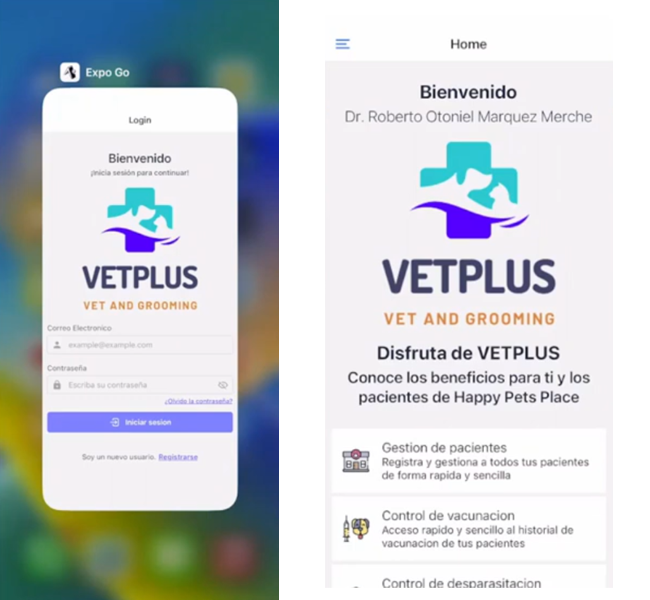 Expo Go
Login
Bienvenido
¡Inicia sesión para continuar!
VETPLUS
VET AND GROOMING
Correo Electronico
example@example.com
Contraseña
Escriba su contraseña
¿Olvido la contraseña?
Iniciar sesion
Soy un nuevo usuario. Registrarse
Home
Bienvenido
Dr. Roberto Otoniel Marquez Merche
VETPLUS
VET AND GROOMING
Disfruta de VETPLUS
Conoce los beneficios para ti y los
pacientes de Happy Pets Place
Gestion de pacientes
Registra y gestiona a todos tus pacientes
de forma rapida y sencilla
Control de vacunacion
Acceso rapido y sencillo al historial de
vacunacion de tus pacientes
Control de desparasitacion